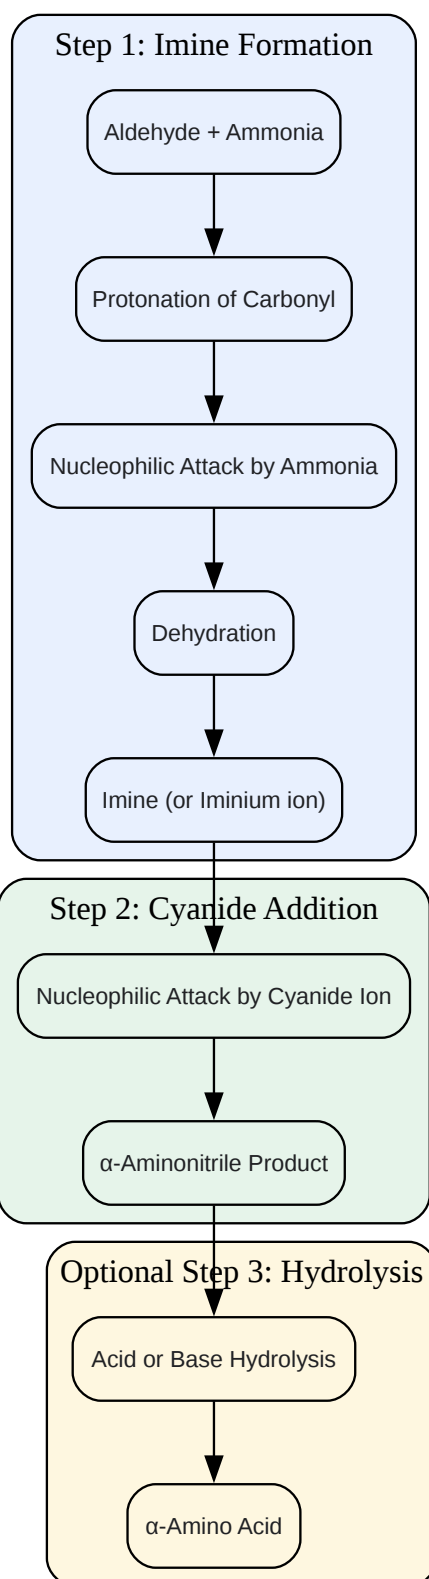 Step 1: Imine Formation
Aldehyde + Ammonia
Protonation of Carbonyl
Nucleophilic Attack by Ammonia
Dehydration
Imine (or Iminium ion)
Step 2: Cyanide Addition
Nucleophilic Attack by Cyanide Ion
α-Aminonitrile Product
Optional Step 3: Hydrolysis
Acid or Base Hydrolysis
α-Amino Acid